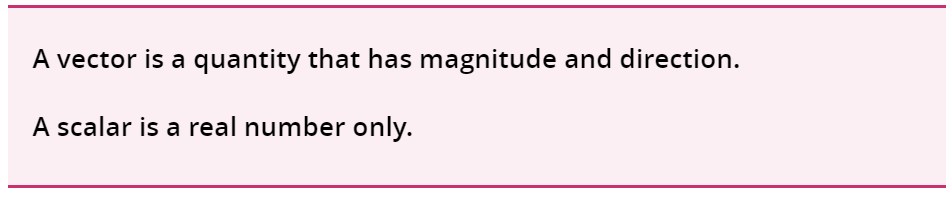 A vector is a quantity that has magnitude and direction.
A scalar is a real number only.